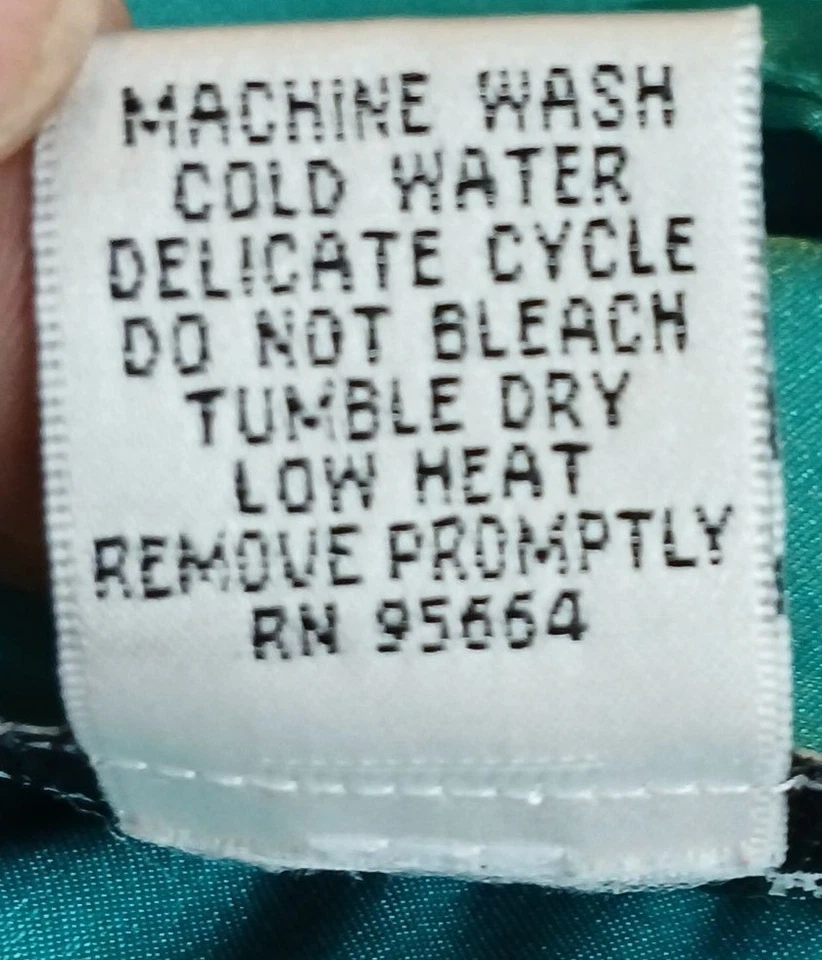 MACHINE WASH
COLD WATER
DELICATE CYCLE
DO NOT BLEACH
TUMBLE DRY
LOW HEAT
REMOVE PROMPTLY
RN 95664